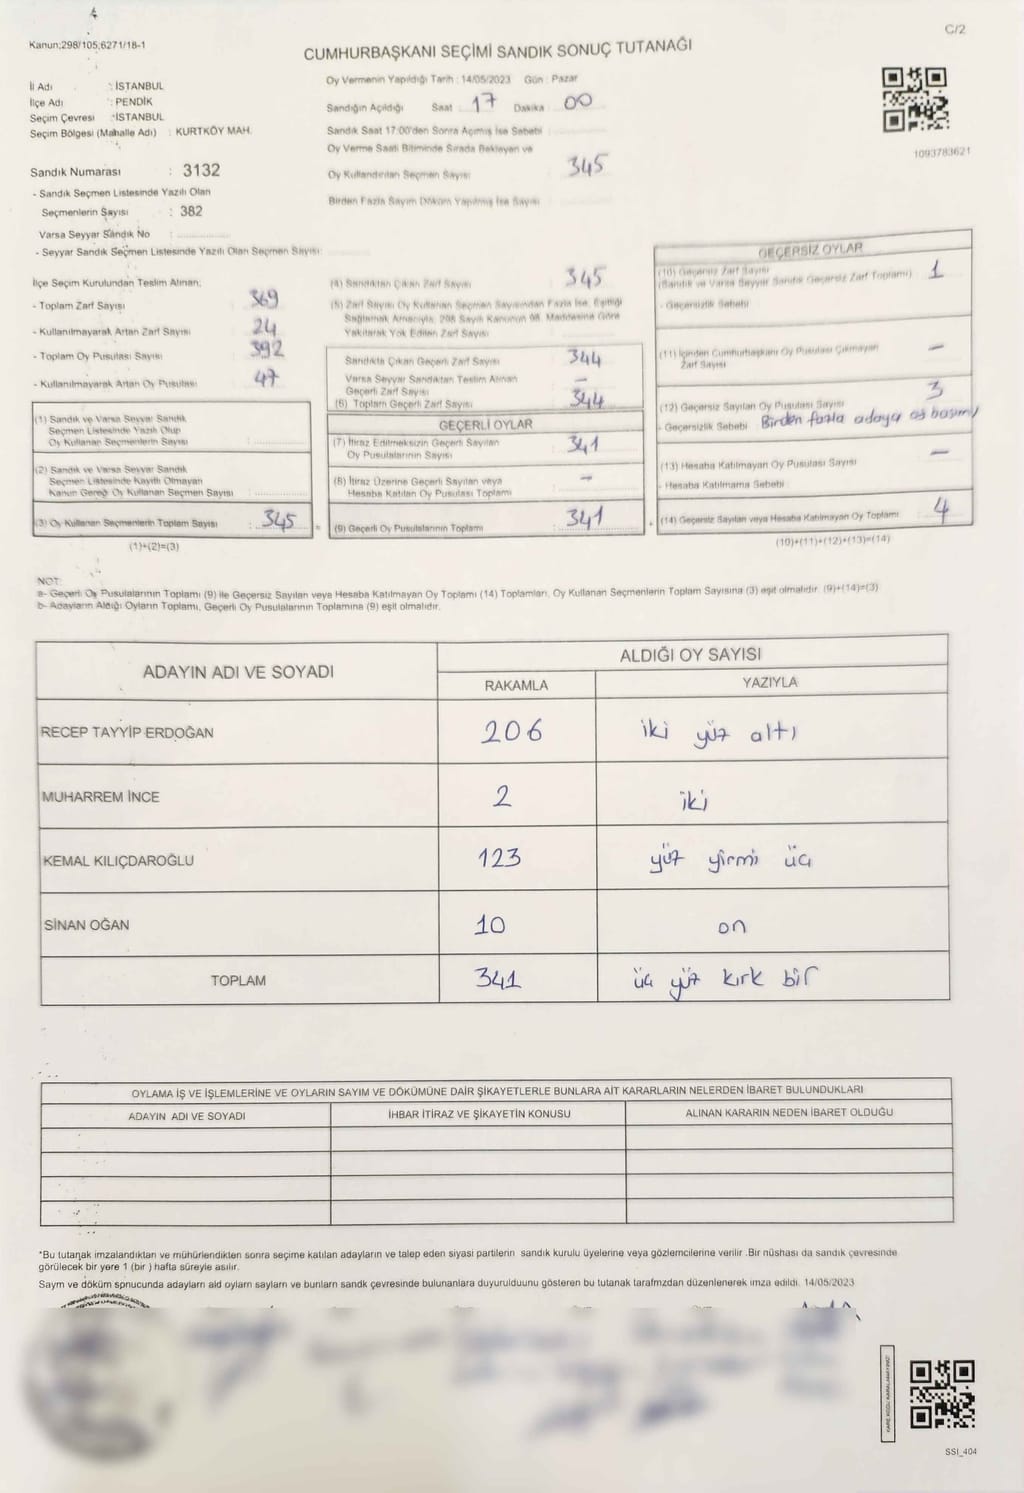 C/2
Kanun;298/105;6271/18-1
CUMHURBAŞKANI SEÇİMİ SANDIK SONUÇ TUTANAĞI
İl Adı : İSTANBUL
İlçe Adı : PENDİK
Seçim Çevresi : İSTANBUL
Seçim Bölgesi (Mahalle Adı) : KURTKÖY MAH.
Oy Vermenin Yapıldığı Tarih : 14/05/2023 Gün : Pazar
Sandığın Açıldığı Saat : 17 Dakika : 00
Sandık Saat 17:00'den Sonra Açılmış İse Sebebi
Oy Verme Saati Bitiminde Sırada Bekleyen ve
Oy Kullandırılan Seçmen Sayısı : 345
Birden Fazla Sayım Döküm Yapılmış İse Sayısı
1093783621
Sandık Numarası : 3132
- Sandık Seçmen Listesinde Yazılı Olan
Seçmenlerin Sayısı : 382
Varsa Seyyar Sandık No :
- Seyyar Sandık Seçmen Listesinde Yazılı Olan Seçmen Sayısı:
İlçe Seçim Kurulundan Teslim Alınan;
- Toplam Zarf Sayısı : 369
- Kullanılmayarak Artan Zarf Sayısı : 24
- Toplam Oy Pusulası Sayısı : 392
- Kullanılmayarak Artan Oy Pusulası : 47
(1) Sandık ve Varsa Seyyar Sandık
Seçmen Listesinde Yazılı Olup
Oy Kullanan Seçmenlerin Sayısı :
(2) Sandık ve Varsa Seyyar Sandık
Seçmen Listesinde Kayıtlı Olmayan
Kanun Gereği Oy Kullanan Seçmen Sayısı :
(3) Oy Kullanan Seçmenlerin Toplam Sayısı : 345
(1)+(2)=(3)
(4) Sandıktan Çıkan Zarf Sayısı : 345
(5) Zarf Sayısı Oy Kullanan Seçmen Sayısından Fazla İse, Eşitliği
Sağlamak Amacıyla, 298 Sayılı Kanunun 98. Maddesine Göre
Yakılarak Yok Edilen Zarf Sayısı :
Sandıkta Çıkan Geçerli Zarf Sayısı : 344
Varsa Seyyar Sandıktan Teslim Alınan
Geçerli Zarf Sayısı : –
(6) Toplam Geçerli Zarf Sayısı : 344
GEÇERLİ OYLAR
(7) İtiraz Edilmeksizin Geçerli Sayılan
Oy Pusulalarının Sayısı : 341
(8) İtiraz Üzerine Geçerli Sayılan veya
Hesaba Katılan Oy Pusulası Toplamı : –
(9) Geçerli Oy Pusulalarının Toplamı : 341
GEÇERSİZ OYLAR
(10) Geçersiz Zarf Sayısı
(Sandık ve Varsa Seyyar Sandık Geçersiz Zarf Toplamı) : 1
- Geçersizlik Sebebi
(11) İçinden Cumhurbaşkanı Oy Pusulası Çıkmayan
Zarf Sayısı –
(12) Geçersiz Sayılan Oy Pusulası Sayısı 3
- Geçersizlik Sebebi Birden fazla adaya oy basımı
(13) Hesaba Katılmayan Oy Pusulası Sayısı –
- Hesaba Katılmama Sebebi
(14) Geçersiz Sayılan veya Hesaba Katılmayan Oy Toplamı : 4
(10)+(11)+(12)+(13)=(14)
NOT:
a- Geçerli Oy Pusulalarının Toplamı (9) ile Geçersiz Sayılan veya Hesaba Katılmayan Oy Toplamı (14) Toplamları, Oy Kullanan Seçmenlerin Toplam Sayısına (3) eşit olmalıdır. (9)+(14)=(3)
b- Adayların Aldığı Oyların Toplamı, Geçerli Oy Pusulalarının Toplamına (9) eşit olmalıdır.
ADAYIN ADI VE SOYADI ALDIĞI OY SAYISI
RAKAMLA YAZIYLA
RECEP TAYYİP ERDOĞAN 206 iki yüz altı
MUHARREM İNCE 2 iki
KEMAL KILIÇDAROĞLU 123 yüz yirmi üç
SİNAN OĞAN 10 on
TOPLAM 341 üç yüz kırk bir
OYLAMA İŞ VE İŞLEMLERİNE VE OYLARIN SAYIM VE DÖKÜMÜNE DAİR ŞİKAYETLERLE BUNLARA AİT KARARLARIN NELERDEN İBARET BULUNDUKLARI
ADAYIN ADI VE SOYADI İHBAR İTİRAZ VE ŞİKAYETİN KONUSU ALINAN KARARIN NEDEN İBARET OLDUĞU
*Bu tutanak imzalandıktan ve mühürlendikten sonra seçime katılan adayların ve talep eden siyasi partilerin sandık kurulu üyelerine veya gözlemcilerine verilir .Bir nüshası da sandık çevresinde
görülecek bir yere 1 (bir ) hafta süreyle asılır.
Saym ve döküm spnucunda adaylarn ald oylarn saylarn ve bunlarn sandk çevresinde bulunanlara duyurulduunu gösteren bu tutanak tarafmzdan düzenlenerek imza edildi. 14/05/2023
KARE KODU KARALAMAYINIZ!
SSI_404